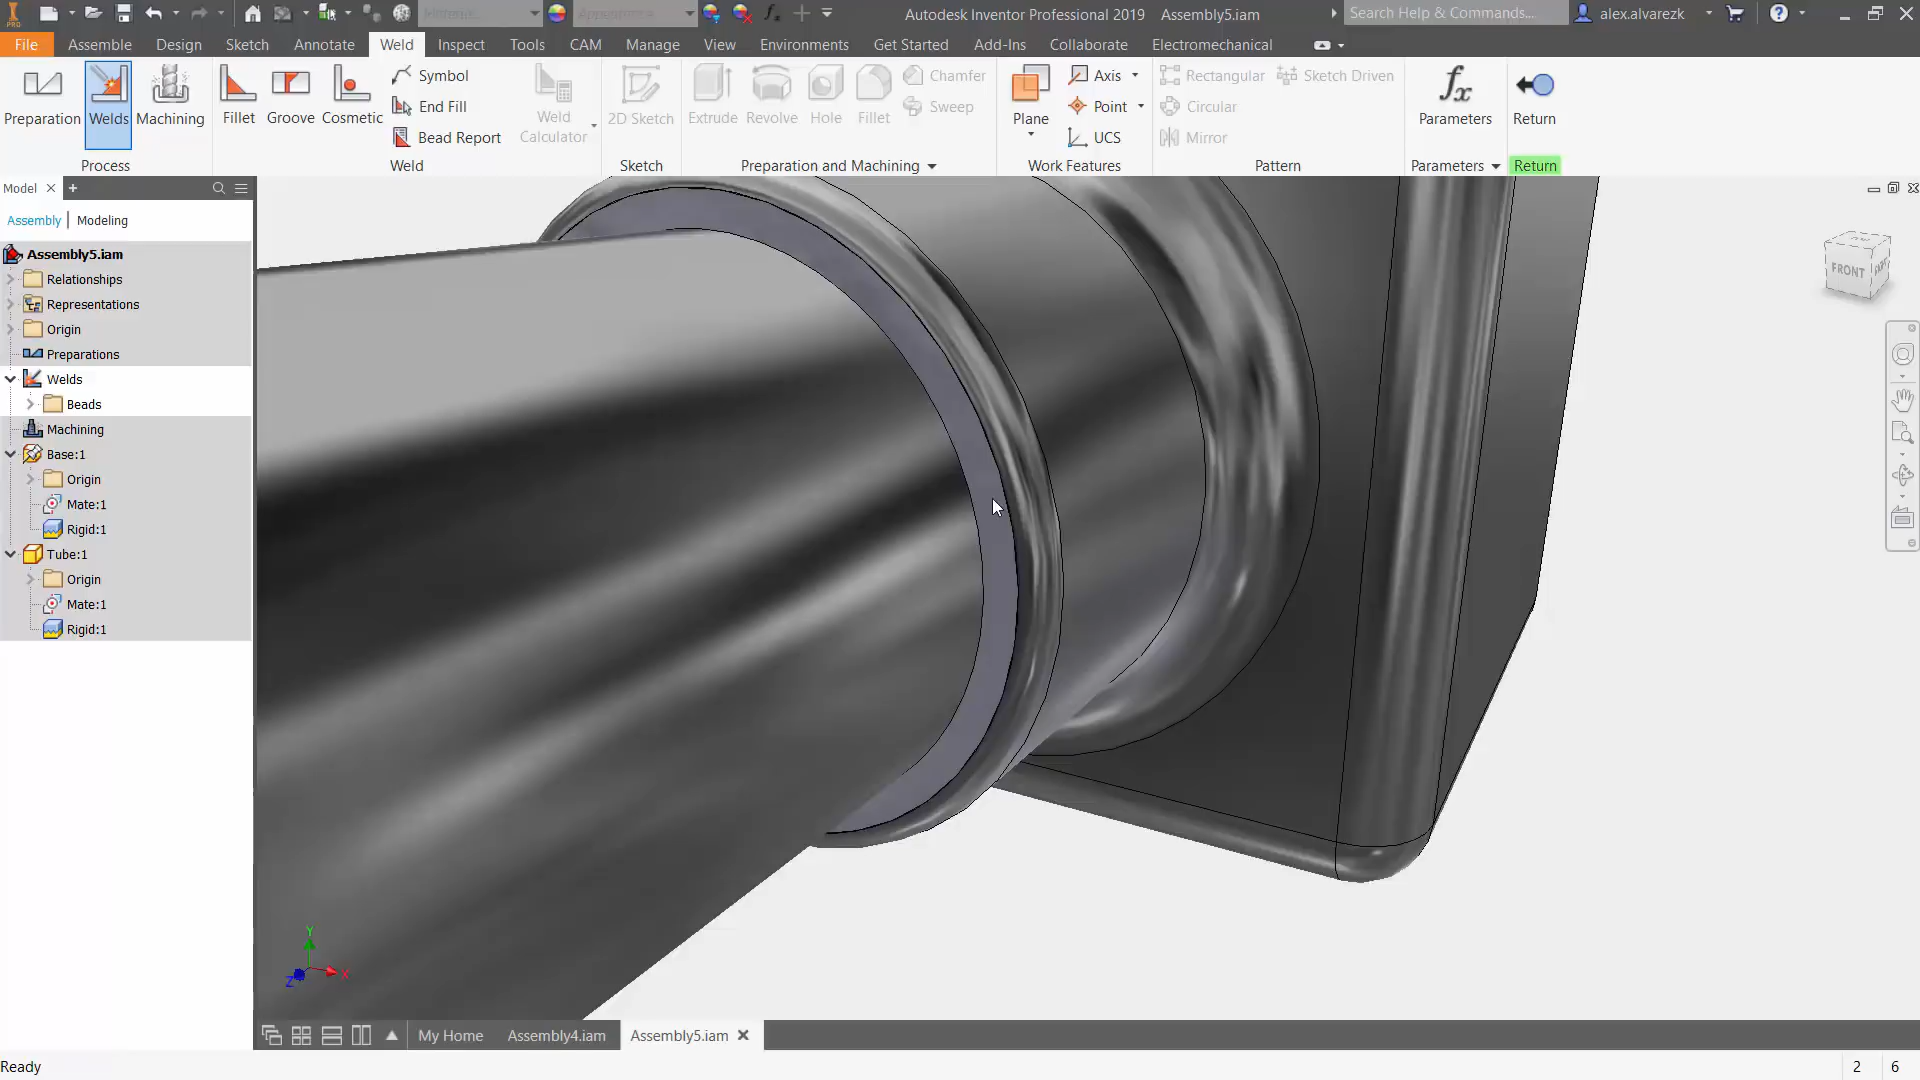 Autodesk Inventor Professional 2019 Assembly5.iam
Search Help & Commands...
alex.alvarezk
File Assemble Design Sketch Annotate Weld Inspect Tools CAM Manage View Environments Get Started Add-Ins Collaborate Electromechanical
Preparation Welds Machining
Process
Fillet Groove Cosmetic
Symbol
End Fill
Bead Report
Weld Calculator
Weld
2D Sketch
Sketch
Extrude Revolve Hole Fillet
Chamfer
Sweep
Preparation and Machining
Plane
Axis
Point
UCS
Work Features
Rectangular
Circular
Mirror
Sketch Driven
Pattern
fx
Parameters
Parameters
Return
Return
Model
Assembly Modeling
Assembly5.iam
Relationships
Representations
Origin
Preparations
Welds
Beads
Machining
Base:1
Origin
Mate:1
Rigid:1
Tube:1
Origin
Mate:1
Rigid:1
FRONT
Y
X
Z
My Home Assembly4.iam Assembly5.iam
Ready
2 6